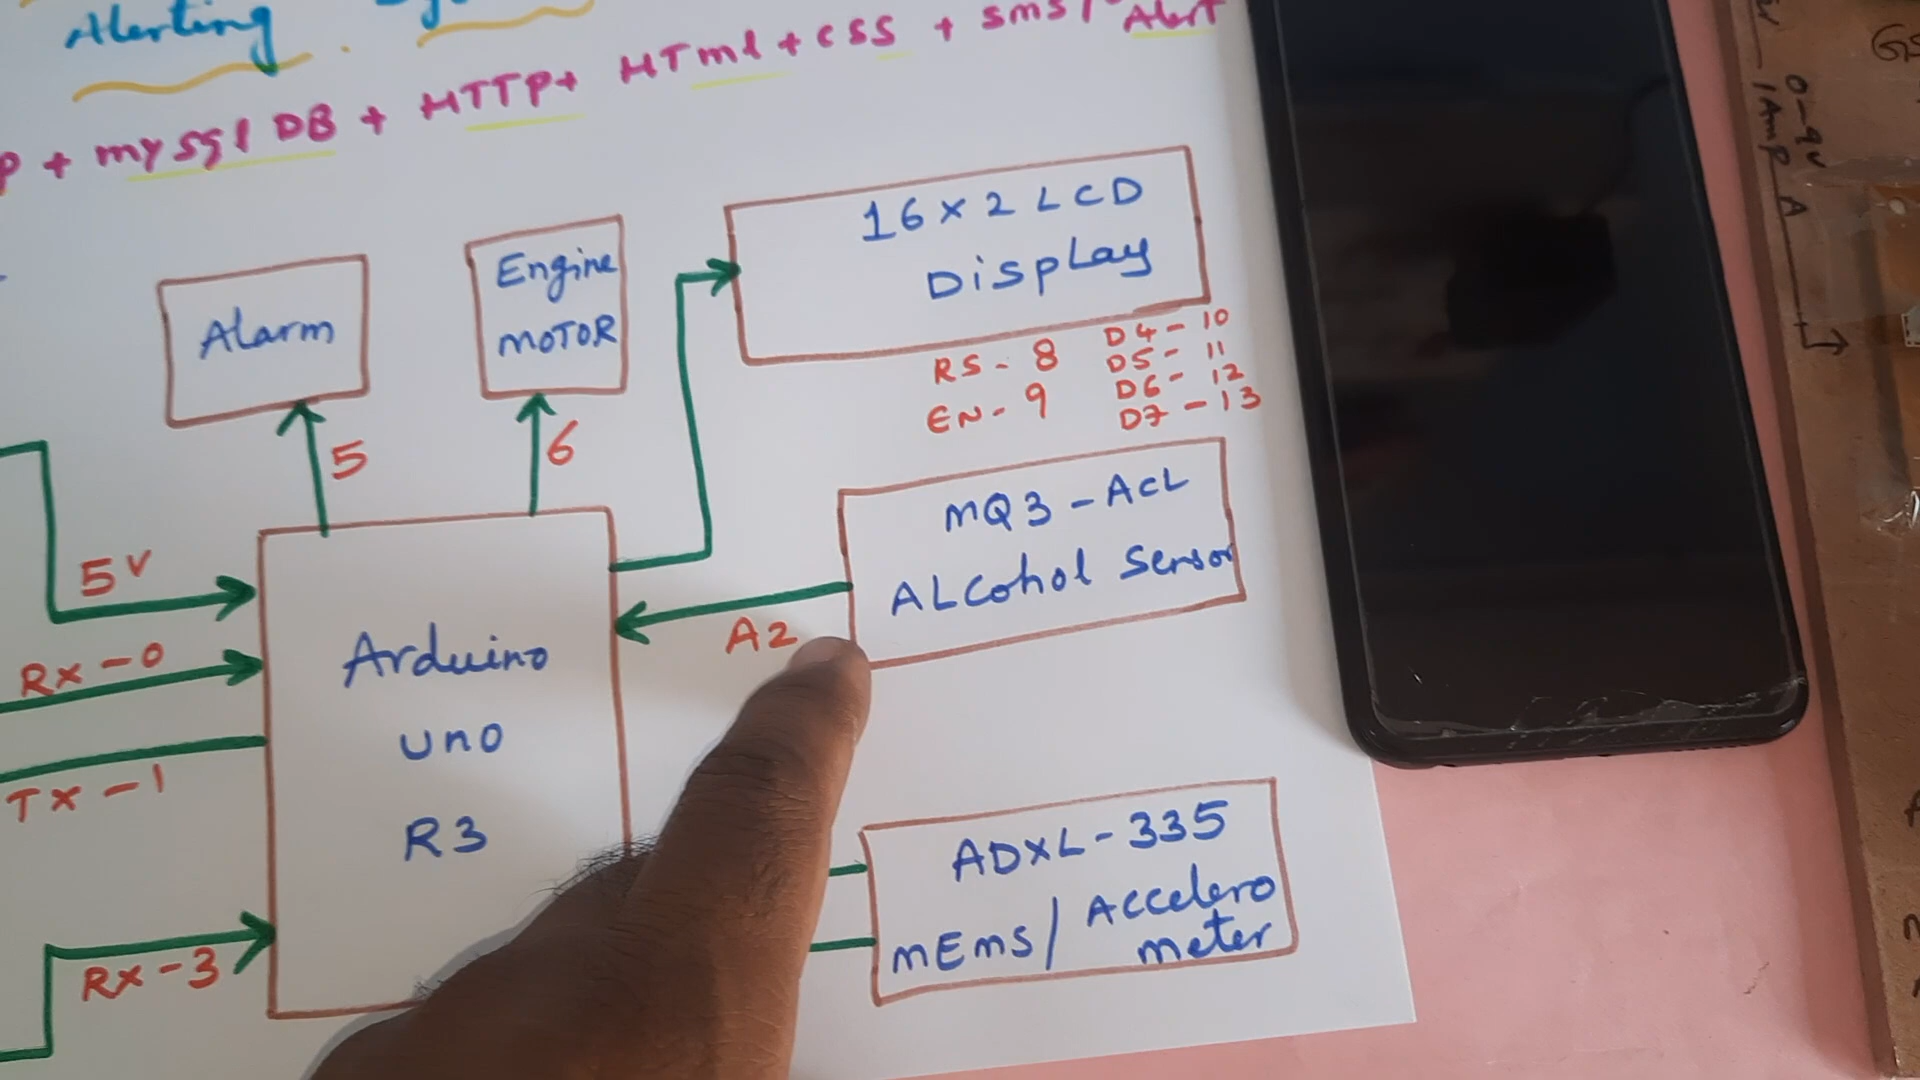 Alerting
P + mysql DB + HTTP+ HTml + css + sms/ Alert
Alarm
Engine
MOTOR
16x2 LCD
Display
RS - 8
EN - 9
D4 - 10
D5 - 11
D6 - 12
D7 - 13
5
6
MQ3 - AcL
ALCohol Sensor
A2
5V
Rx - 0
TX - 1
Rx - 3
Arduino
uno
R3
ADXL - 335
mEmS / Accelero
meter
0-9v
1Amp